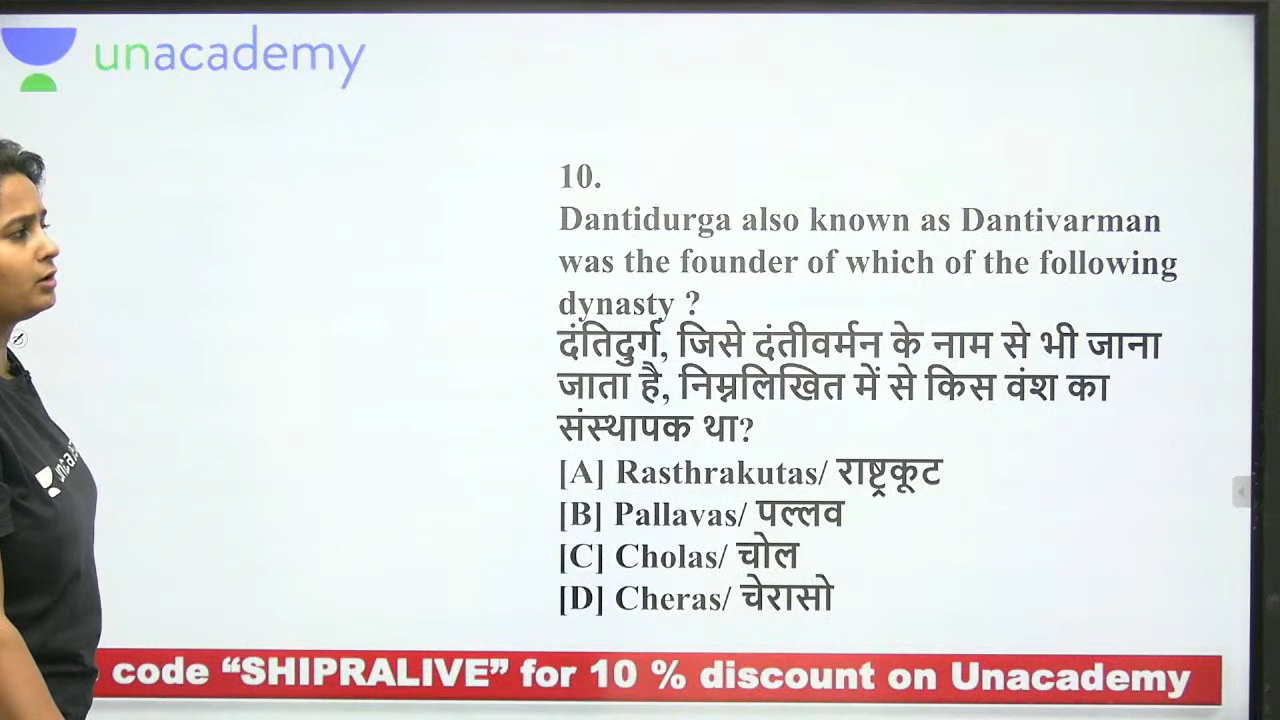 unacademy
10.
Dantidurga also known as Dantivarman
was the founder of which of the following
dynasty ?
दंतिदुर्ग, जिसे दंतीवर्मन के नाम से भी जाना
जाता है, निम्नलिखित में से किस वंश का
संस्थापक था?
[A] Rasthrakutas/ राष्ट्रकूट
[B] Pallavas/ पल्लव
[C] Cholas/ चोल
[D] Cheras/ चेरासो
code “SHIPRALIVE” for 10 % discount on Unacademy